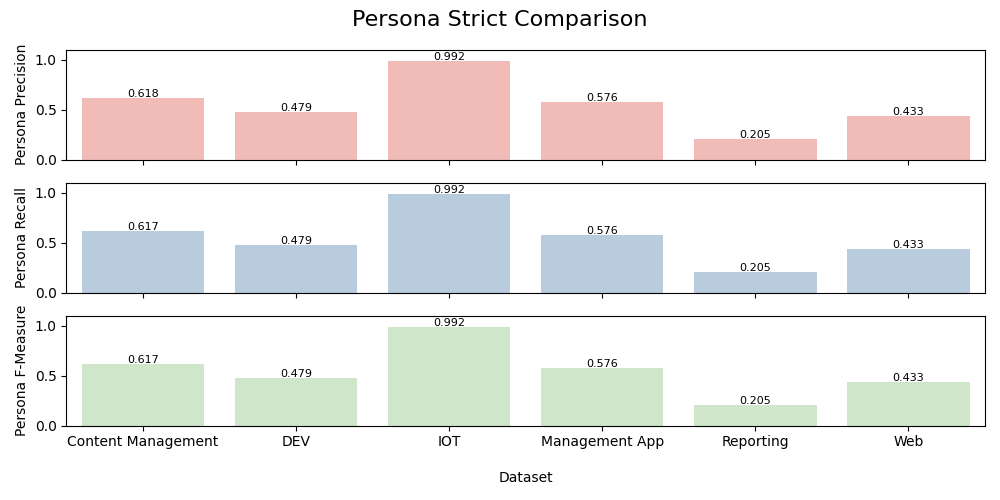 Persona Strict Comparison
Persona Precision
1.0
0.5
0.0
0.618
0.479
0.992
0.576
0.205
0.433
Persona Recall
1.0
0.5
0.0
0.617
0.479
0.992
0.576
0.205
0.433
Persona F-Measure
1.0
0.5
0.0
0.617
0.479
0.992
0.576
0.205
0.433
Content Management
DEV
IOT
Management App
Reporting
Web
Dataset